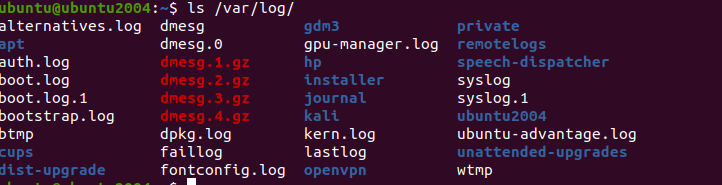 ubuntu@ubuntu2004:~$ ls /var/log/
alternatives.log dmesg gdm3 private
apt dmesg.0 gpu-manager.log remotelogs
auth.log dmesg.1.gz hp speech-dispatcher
boot.log dmesg.2.gz installer syslog
boot.log.1 dmesg.3.gz journal syslog.1
bootstrap.log dmesg.4.gz kali ubuntu2004
btmp dpkg.log kern.log ubuntu-advantage.log
cups faillog lastlog unattended-upgrades
dist-upgrade fontconfig.log openvpn wtmp